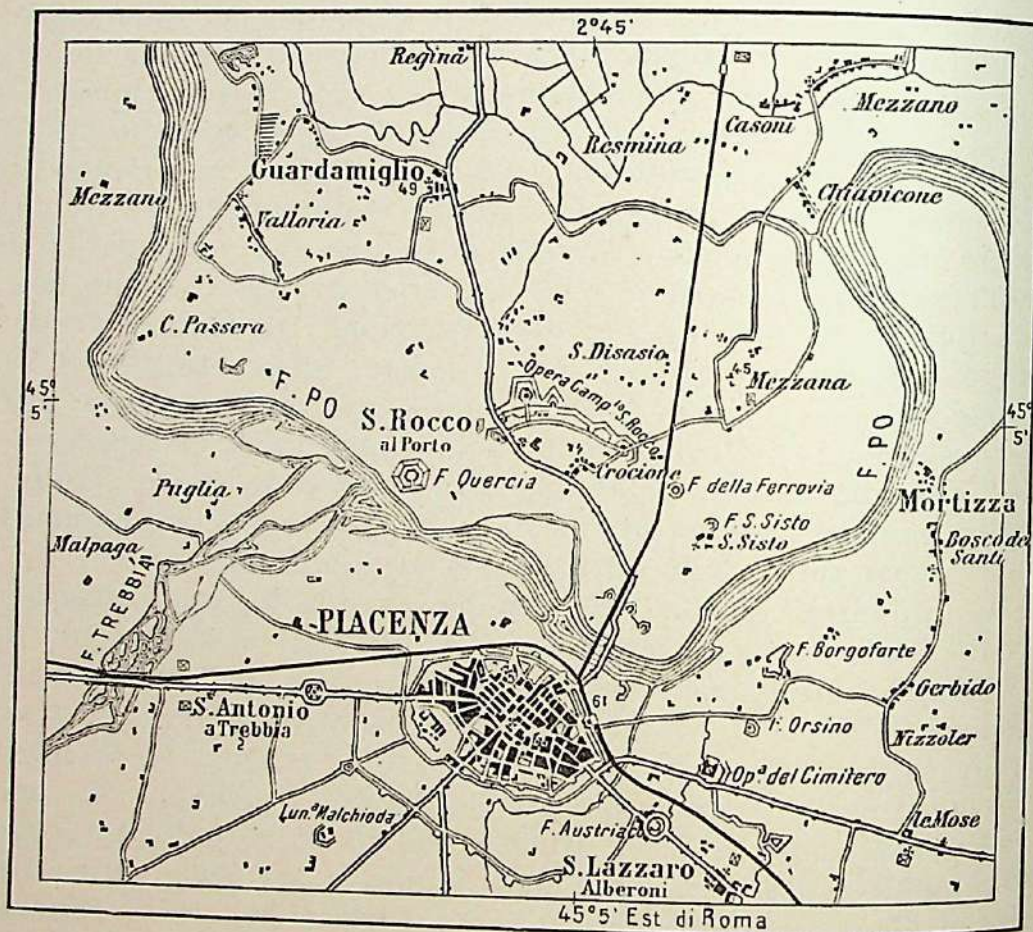 2°45'
Regina
Mezzano
Casoni
Resmina
Guardamiglio
49
Chiavicone
Mezzano
Valloria
C. Passera
S. Disasio
45
Mezzana
Opera Camp.le S. Rocco
45°
5'
F. PO
S. Rocco
al Porto
Crocione
F. PO
45°
5'
F Quercia
F della Ferrovia
Puglia
Mortizza
F. S. Sisto
S. Sisto
Malpaga
Bosco dei
Santi
F. TREBBIA
PIACENZA
F. Borgoforte
S. Antonio
a Trebbia
61
Gerbido
F. Orsino
Nizzoler
Op.a del Cimitero
Lun.a Malchioda
F. Austriaco
le Mose
S. Lazzaro
Alberoni
45°5' Est di Roma